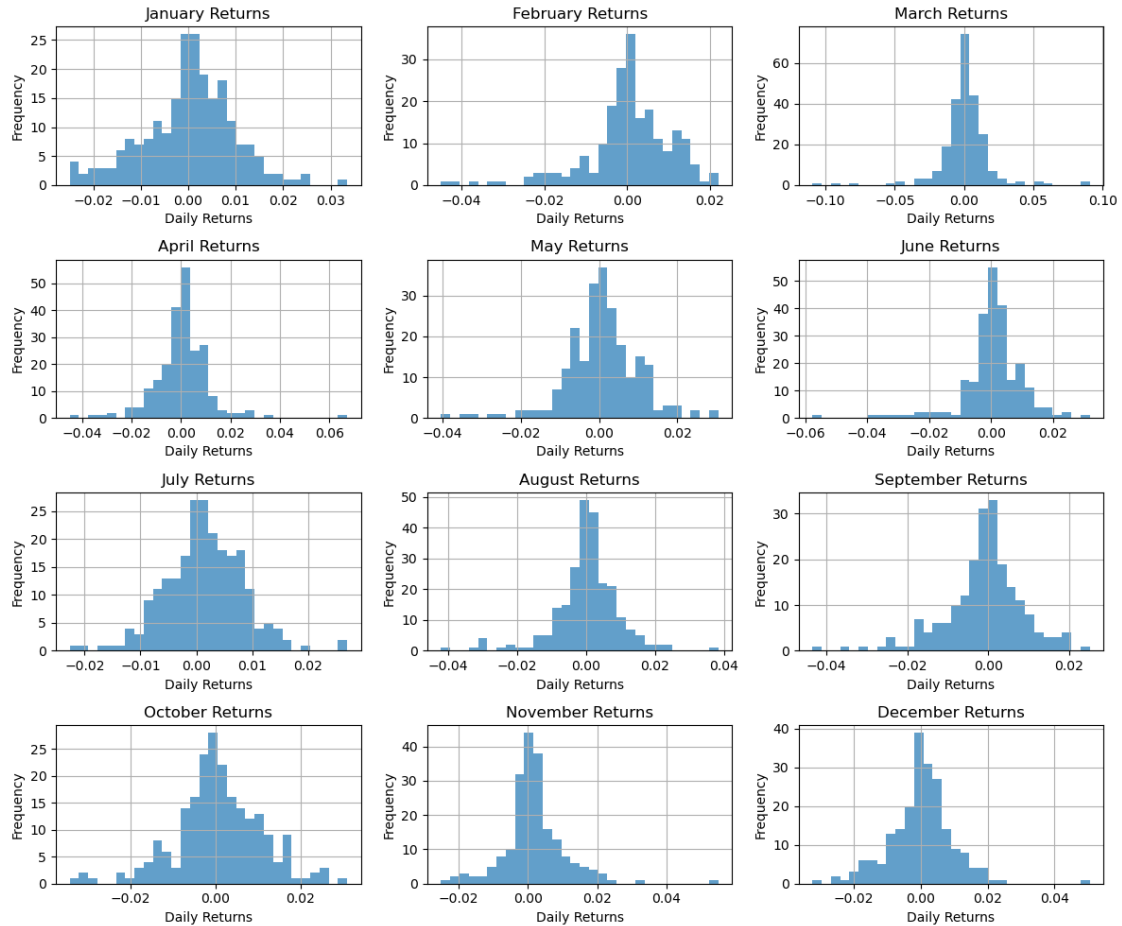 January Returns
Frequency
25
20
15
10
5
0
−0.02 −0.01 0.00 0.01 0.02 0.03
Daily Returns
February Returns
Frequency
30
20
10
0
−0.04 −0.02 0.00 0.02
Daily Returns
March Returns
Frequency
60
40
20
0
−0.10 −0.05 0.00 0.05 0.10
Daily Returns
April Returns
Frequency
50
40
30
20
10
0
−0.04 −0.02 0.00 0.02 0.04 0.06
Daily Returns
May Returns
Frequency
30
20
10
0
−0.04 −0.02 0.00 0.02
Daily Returns
June Returns
Frequency
50
40
30
20
10
0
−0.06 −0.04 −0.02 0.00 0.02
Daily Returns
July Returns
Frequency
25
20
15
10
5
0
−0.02 −0.01 0.00 0.01 0.02
Daily Returns
August Returns
Frequency
50
40
30
20
10
0
−0.04 −0.02 0.00 0.02 0.04
Daily Returns
September Returns
Frequency
30
20
10
0
−0.04 −0.02 0.00 0.02
Daily Returns
October Returns
Frequency
25
20
15
10
5
0
−0.02 0.00 0.02
Daily Returns
November Returns
Frequency
40
30
20
10
0
−0.02 0.00 0.02 0.04
Daily Returns
December Returns
Frequency
40
30
20
10
0
−0.02 0.00 0.02 0.04
Daily Returns